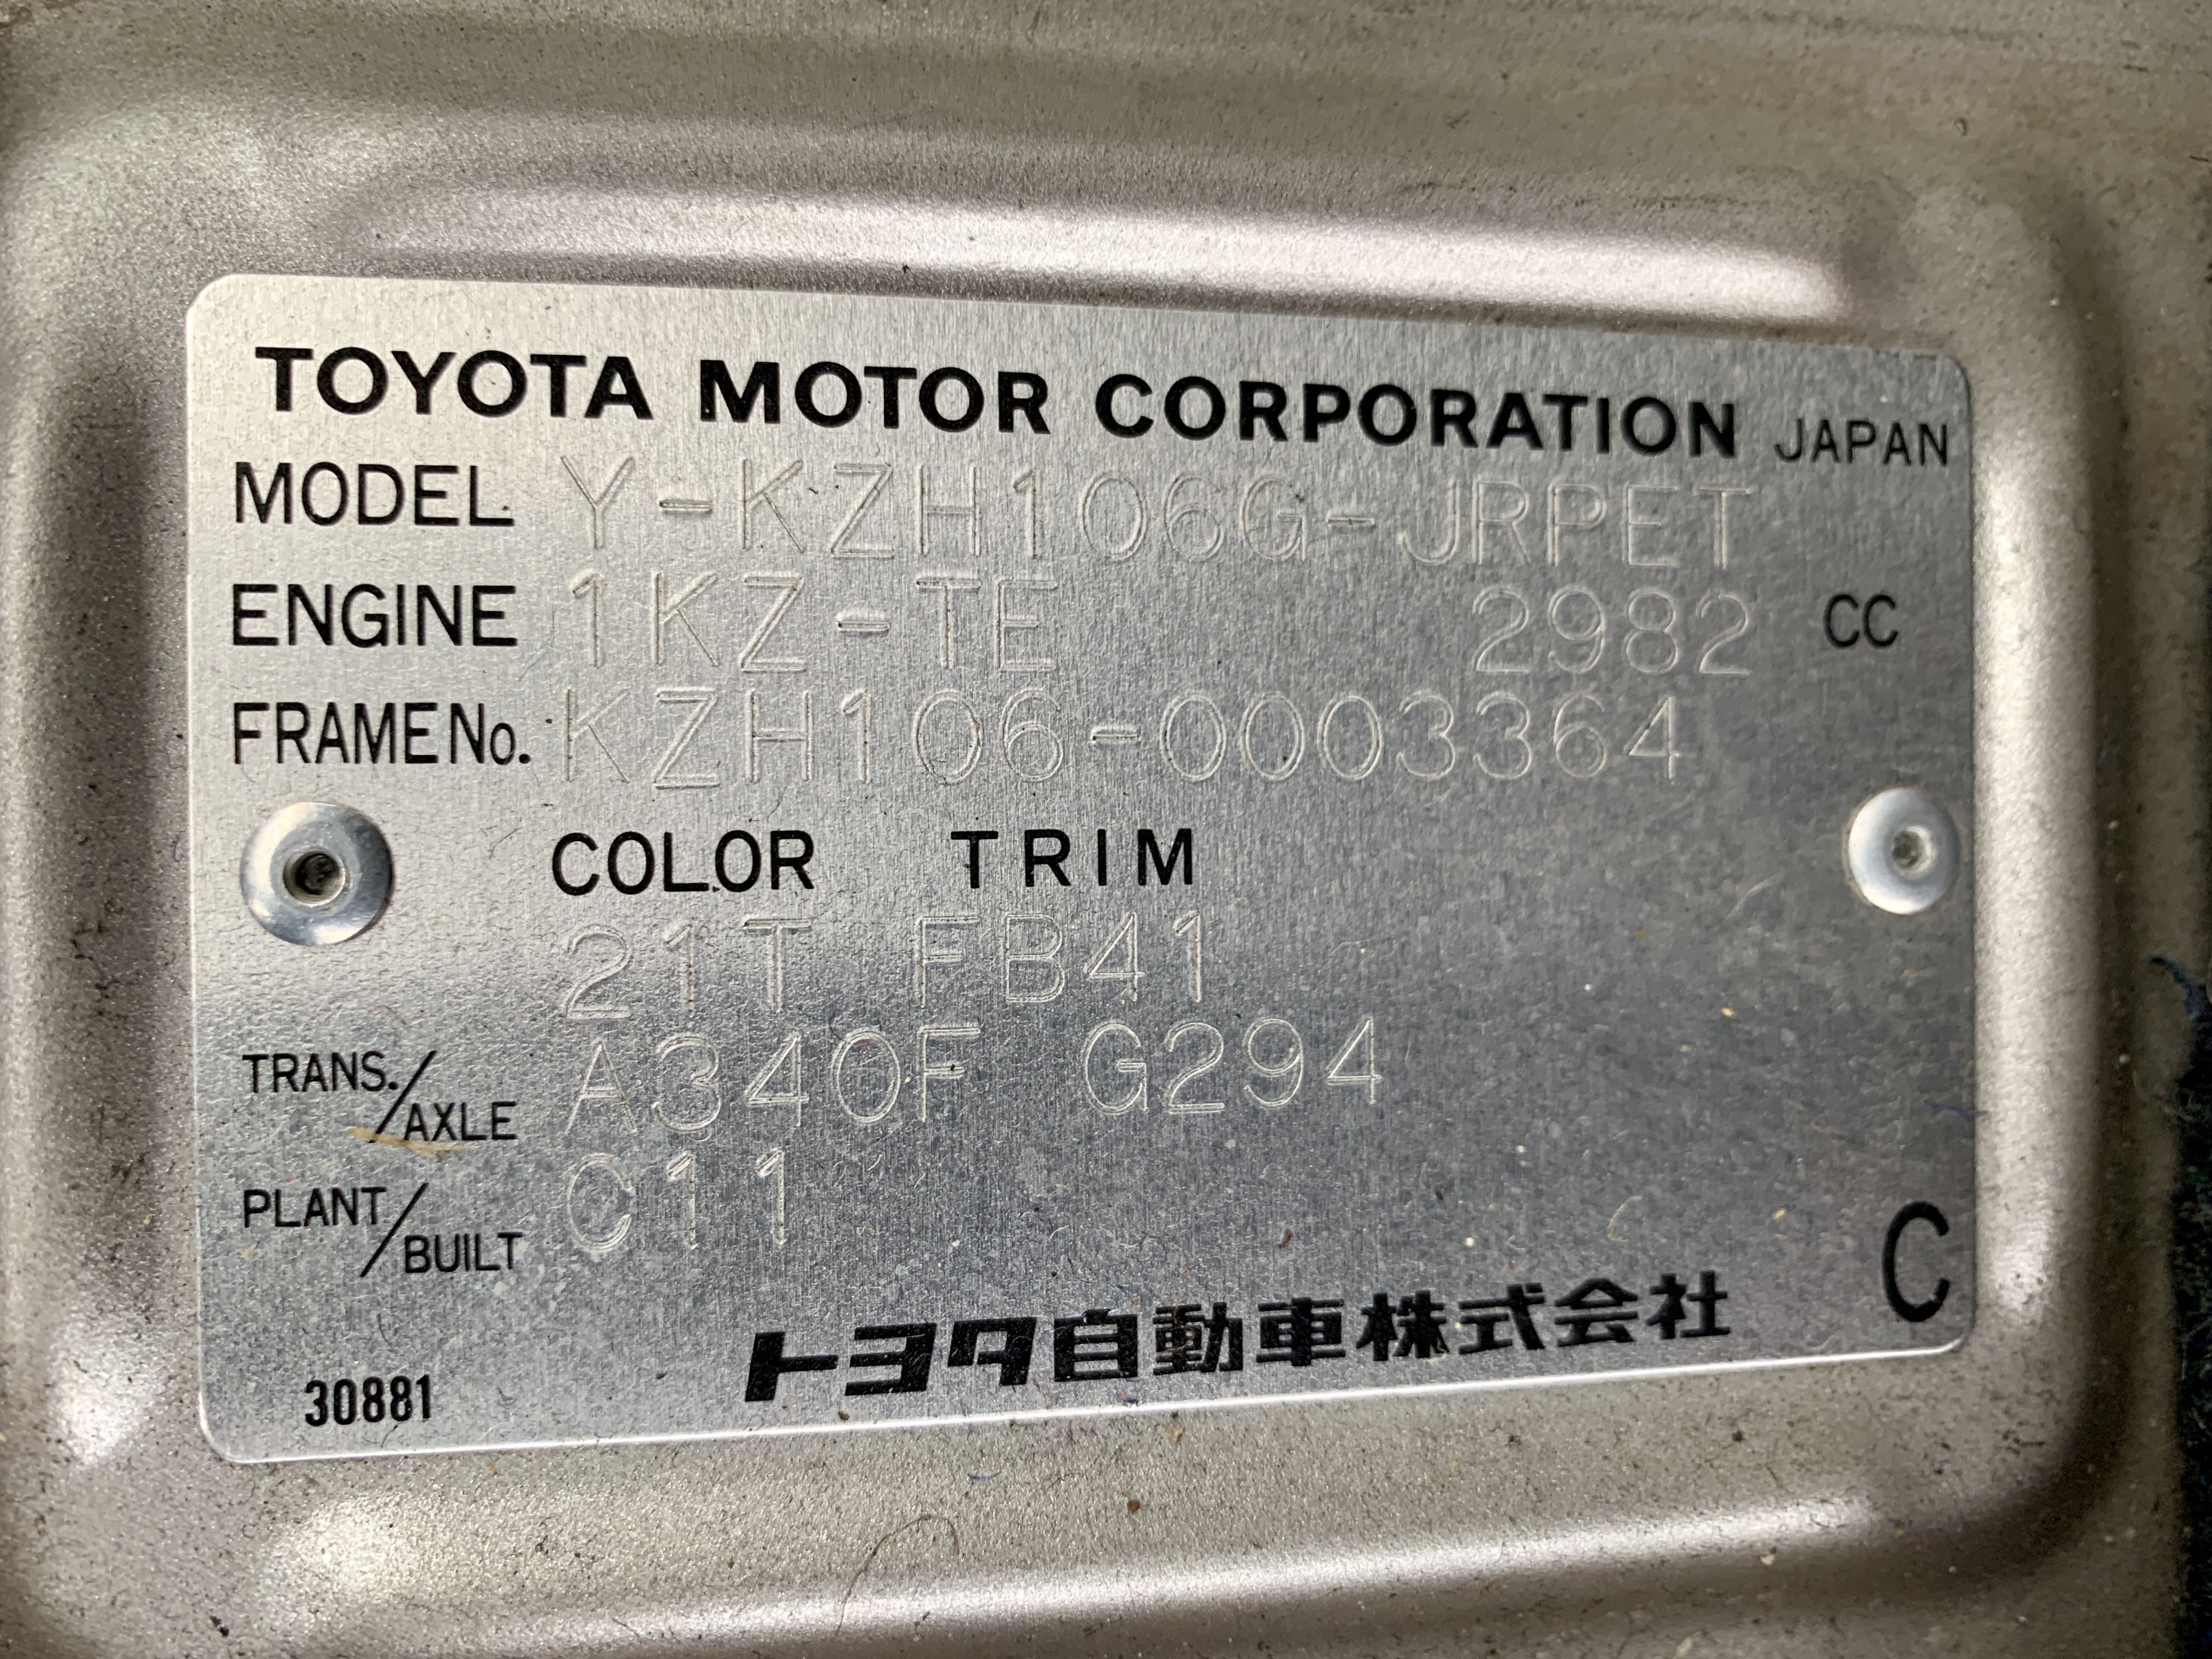 TOYOTA MOTOR CORPORATION JAPAN
MODEL Y-KZH106G-JRPET
ENGINE 1KZ-TE 2982 CC
FRAME No. KZH106-0003364
COLOR TRIM
21T FB41
TRANS./AXLE A340F G294
PLANT/BUILT C11
C
トヨタ自動車株式会社
30881